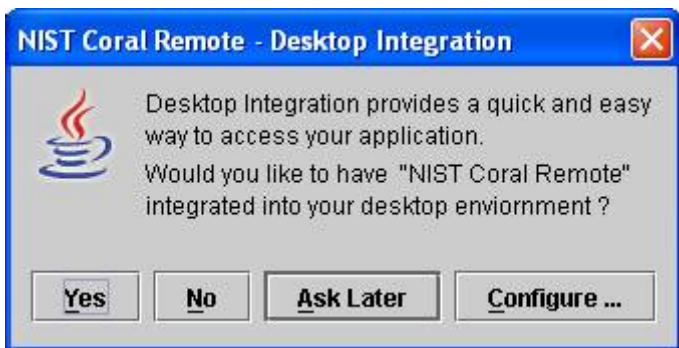 NIST Coral Remote - Desktop Integration
Desktop Integration provides a quick and easy
way to access your application.
Would you like to have "NIST Coral Remote"
integrated into your desktop enviornment ?
Yes No Ask Later Configure ...